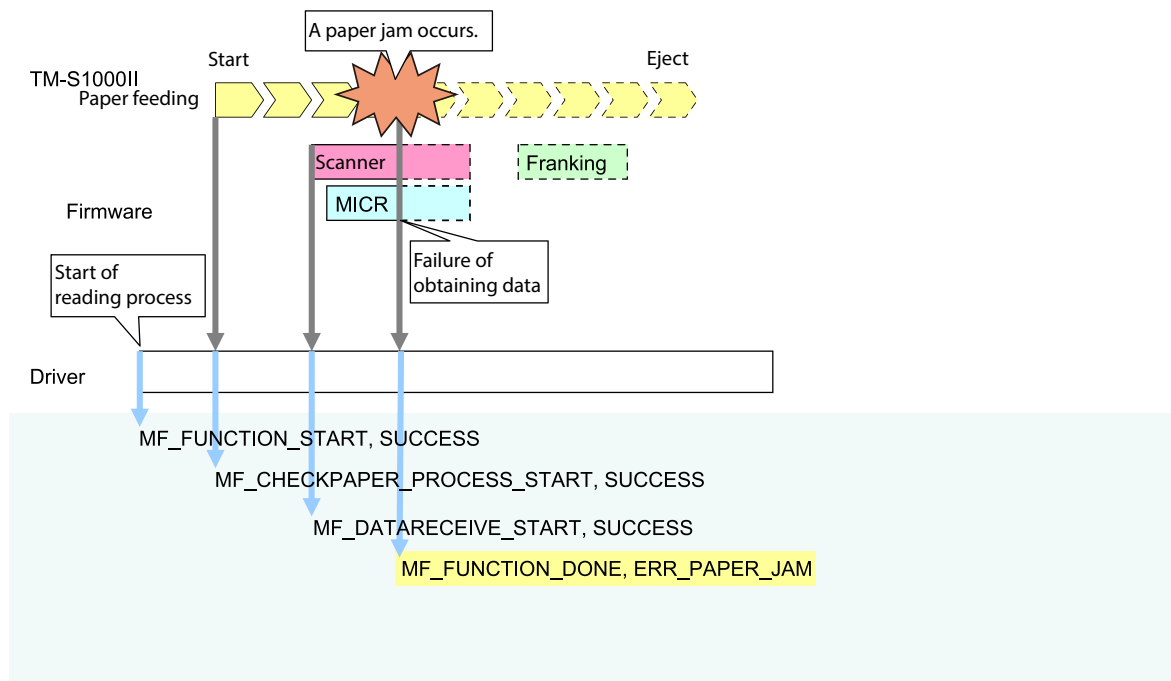 A paper jam occurs.
Start
Eject
TM-S1000II
Paper feeding
Scanner
Franking
MICR
Firmware
Failure of
obtaining data
Start of
reading process
Driver
MF_FUNCTION_START, SUCCESS
MF_CHECKPAPER_PROCESS_START, SUCCESS
MF_DATARECEIVE_START, SUCCESS
MF_FUNCTION_DONE, ERR_PAPER_JAM